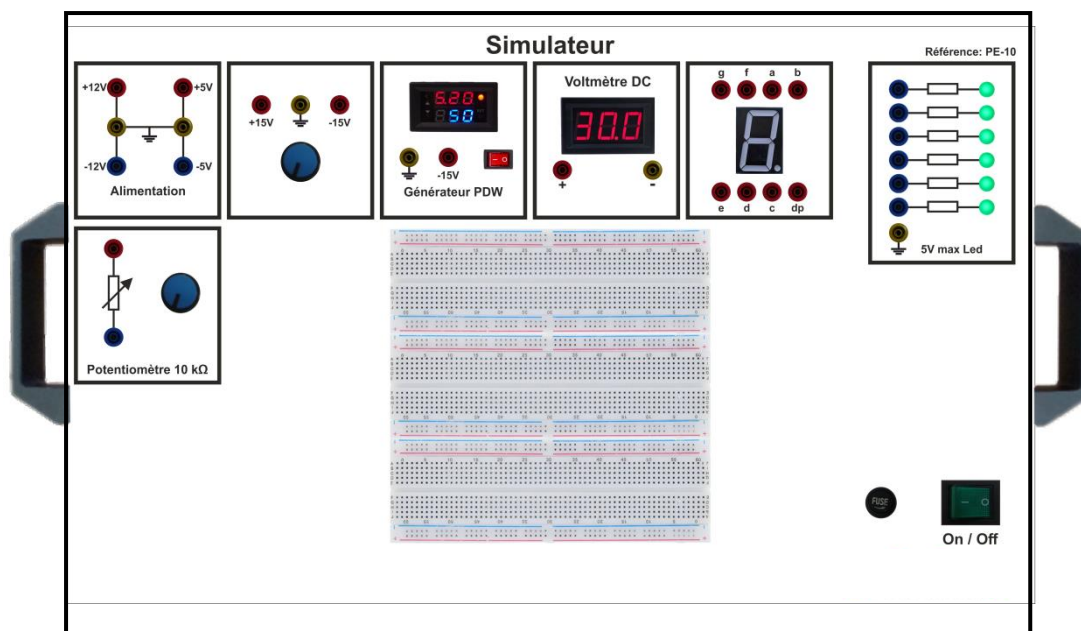 Simulateur
Référence: PE-10
+12V
+5V
-12V
-5V
Alimentation
+15V
-15V
5.20
50
-15V
Générateur PDW
Voltmètre DC
30.0
+
-
g f a b
e d c dp
5V max Led
Potentiomètre 10 kΩ
FUSE
On / Off